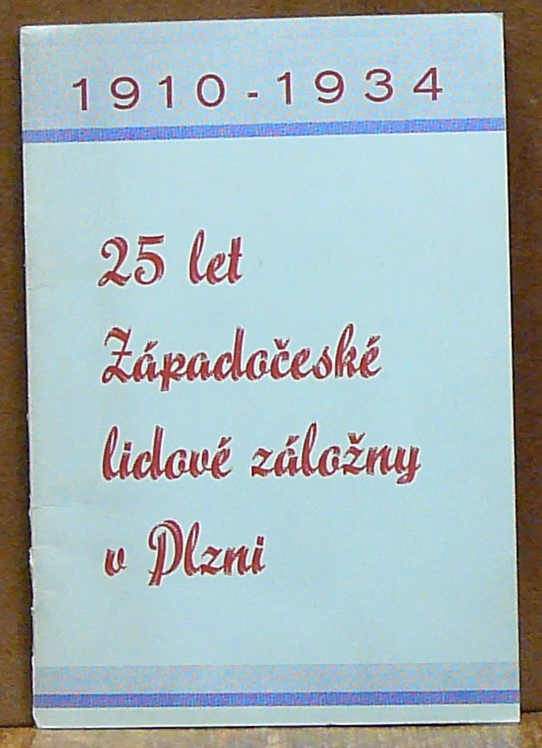 1910 - 1934
25 let
Západočeské
lidové záložny
v Plzni